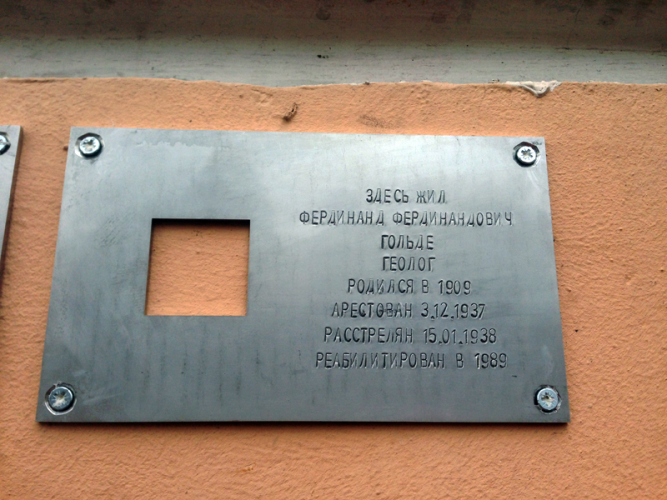 ЗДЕСЬ ЖИЛ
ФЕРДИНАНД ФЕРДИНАНДОВИЧ
ГОЛЬДЕ
ГЕОЛОГ
РОДИЛСЯ В 1909
АРЕСТОВАН 3.12.1937
РАССТРЕЛЯН 15.01.1938
РЕАБИЛИТИРОВАН В 1989